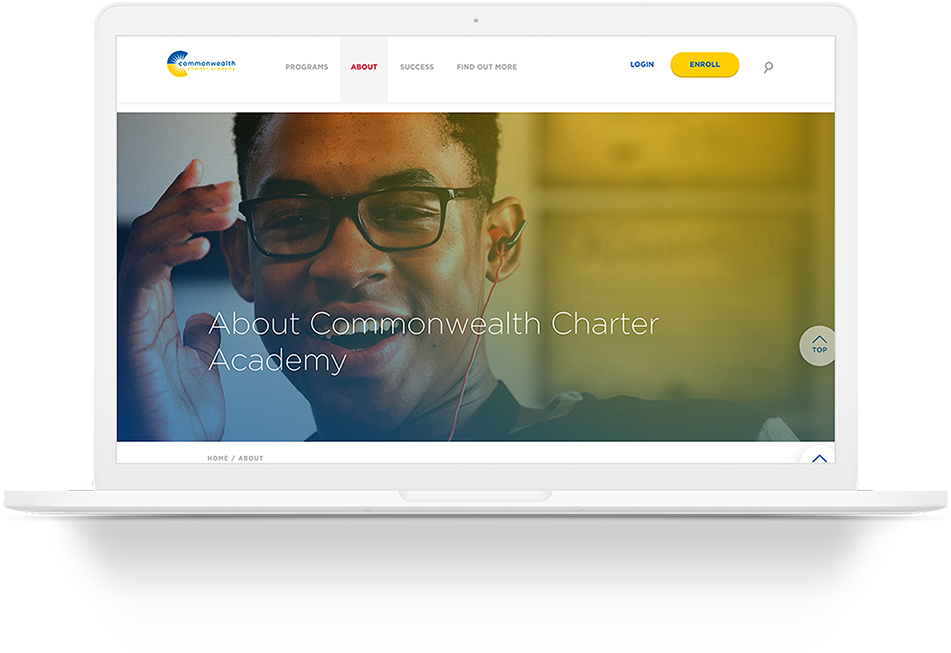 commonwealth
charter academy
PROGRAMS ABOUT SUCCESS FIND OUT MORE LOGIN ENROLL
About Commonwealth Charter
Academy
TOP
HOME / ABOUT